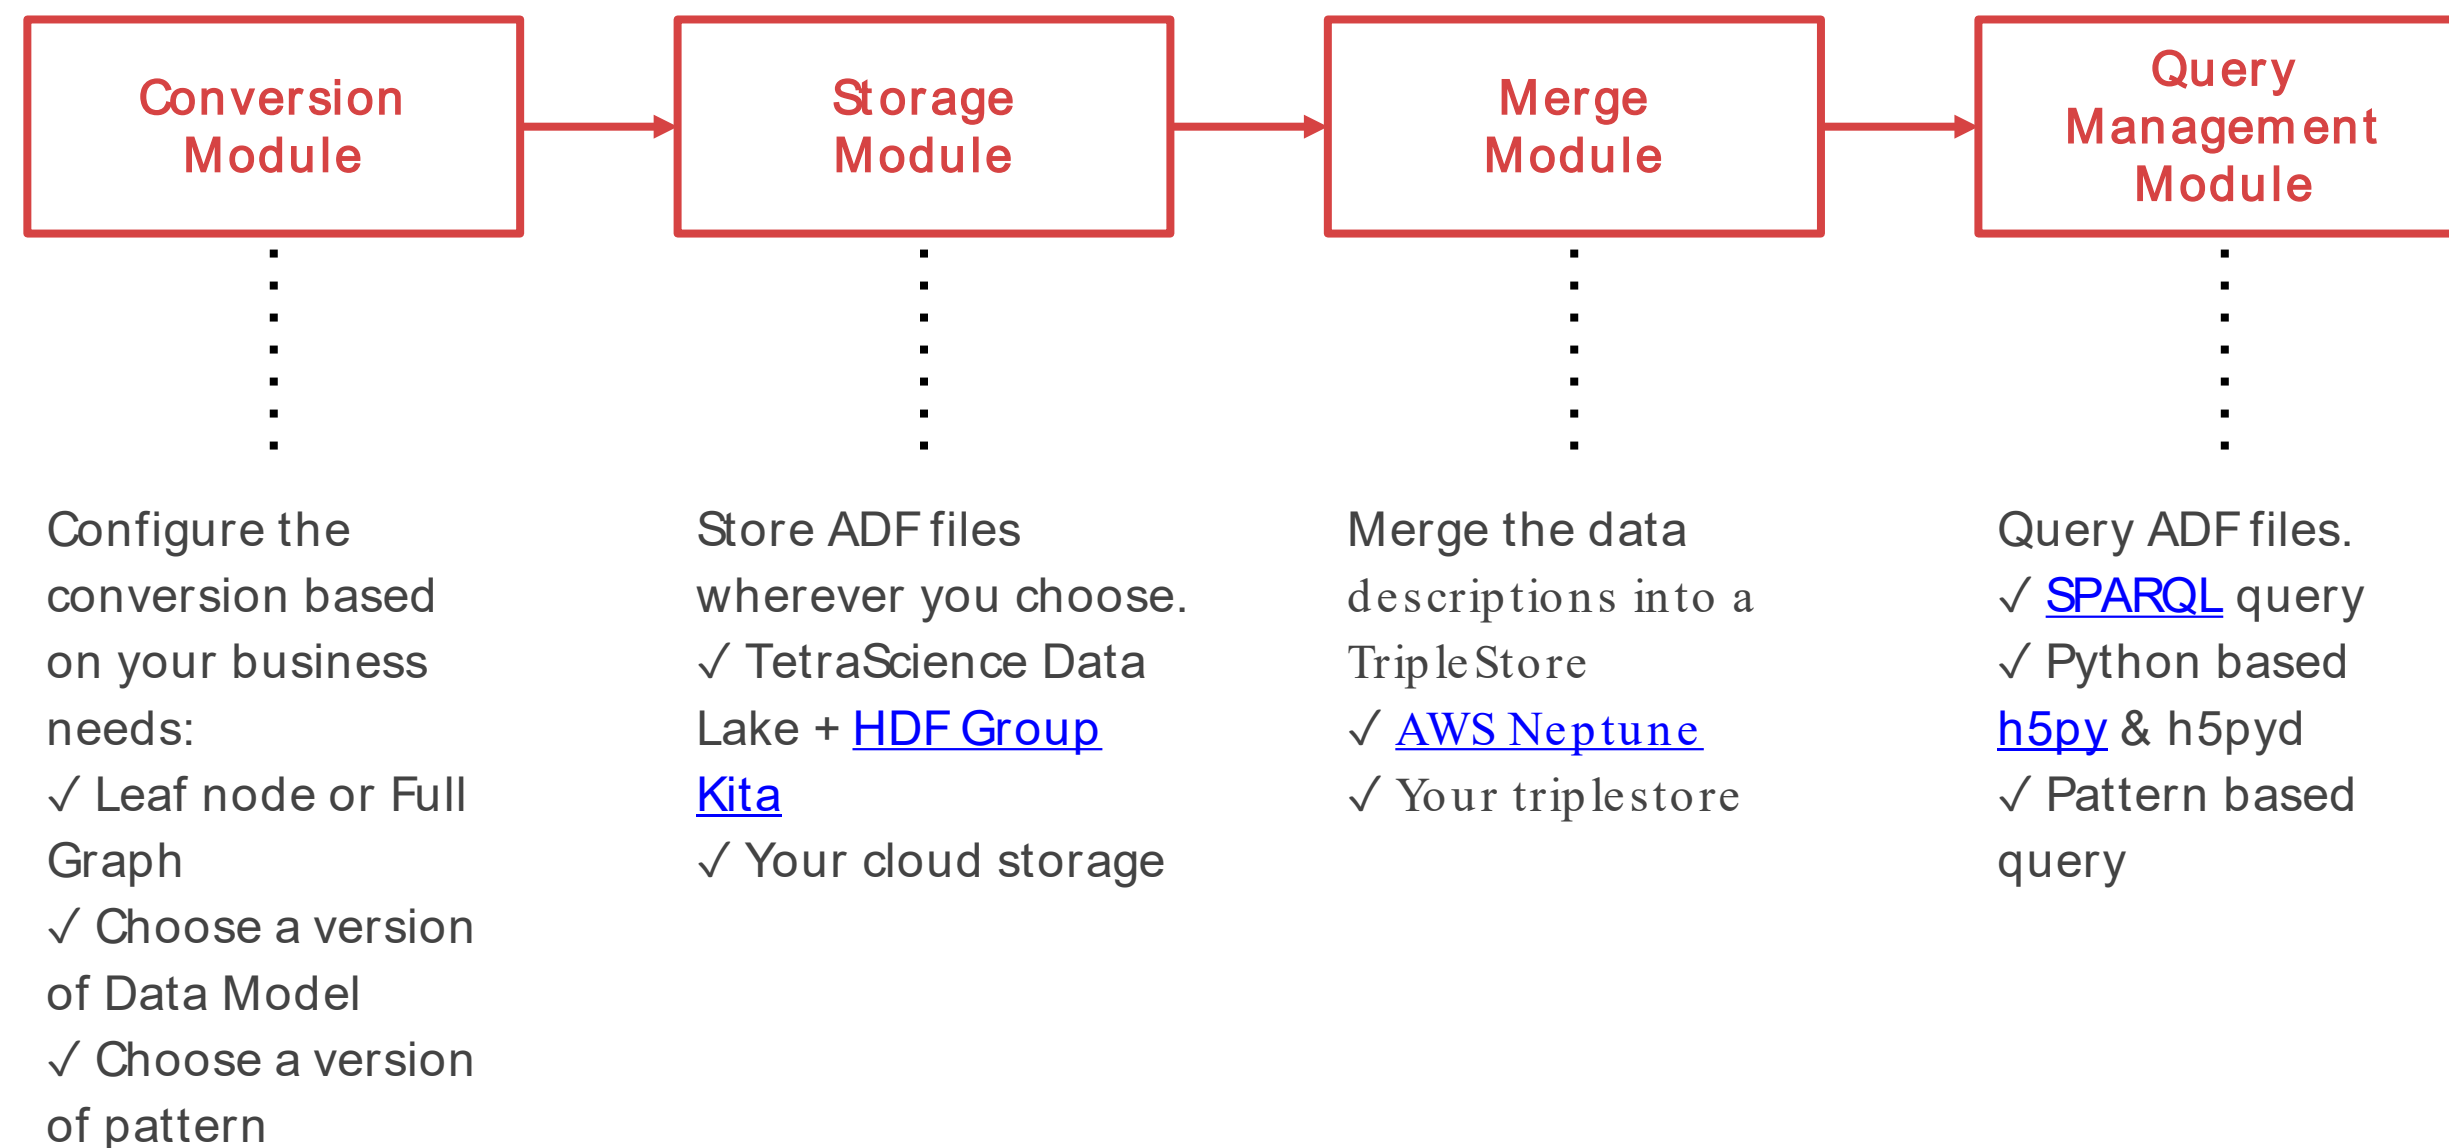 Conversion
Module
Storage
Module
Merge
Module
Query
Management
Module
Configure the
conversion based
on your business
needs:
✓ Leaf node or Full
Graph
✓ Choose a version
of Data Model
✓ Choose a version
of pattern
Store ADF files
wherever you choose.
✓ TetraScience Data
Lake + HDF Group
Kita
✓ Your cloud storage
Merge the data
descriptions into a
TripleStore
✓ AWS Neptune
✓ Your triplestore
Query ADF files.
✓ SPARQL query
✓ Python based
h5py & h5pyd
✓ Pattern based
query